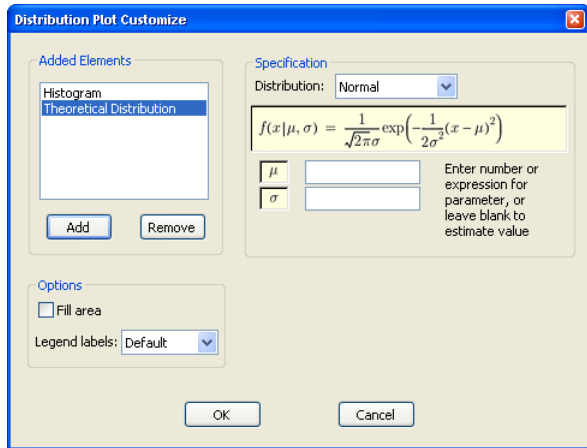 Distribution Plot Customize
Added Elements
Histogram
Theoretical Distribution
Add
Remove
Specification
Distribution:
Normal
f(x|μ, σ) = 1/(√2πσ) exp(−1/(2σ²)(x−μ)²)
μ
σ
Enter number or
expression for
parameter, or
leave blank to
estimate value
Options
Fill area
Legend labels: Default
OK
Cancel